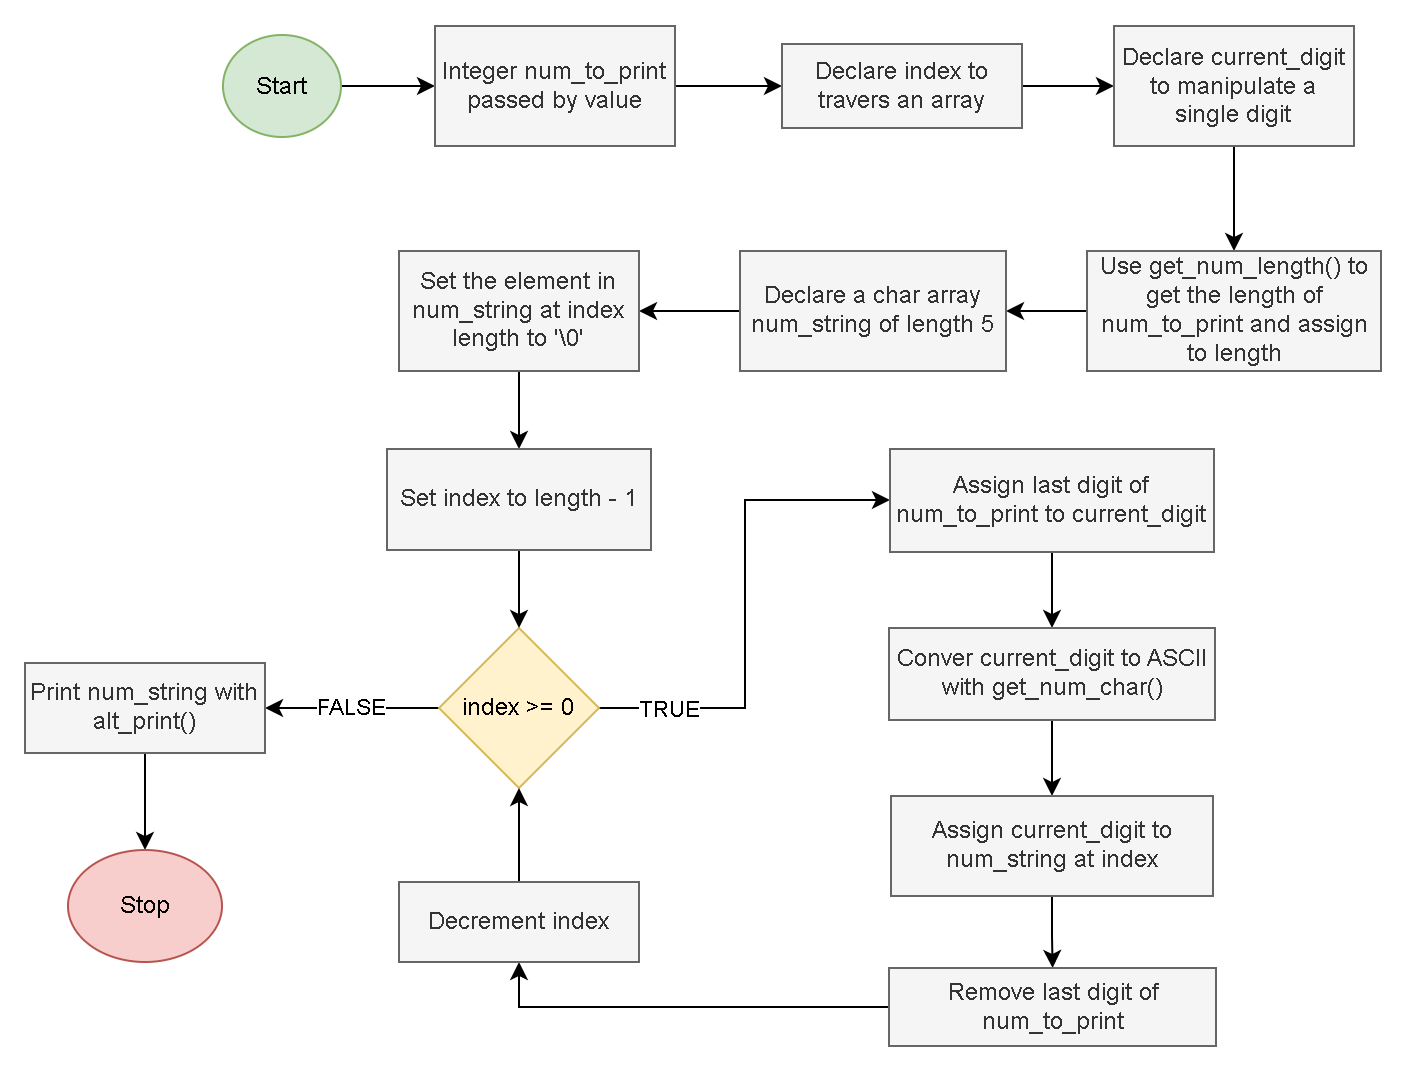 Start
Integer num_to_print
passed by value
Declare index to
travers an array
Declare current_digit
to manipulate a
single digit
Use get_num_length() to
get the length of
num_to_print and assign
to length
Declare a char array
num_string of length 5
Set the element in
num_string at index
length to '\0'
Set index to length - 1
index >= 0
TRUE
Assign last digit of
num_to_print to current_digit
Conver current_digit to ASCII
with get_num_char()
Assign current_digit to
num_string at index
Remove last digit of
num_to_print
Decrement index
FALSE
Print num_string with
alt_print()
Stop